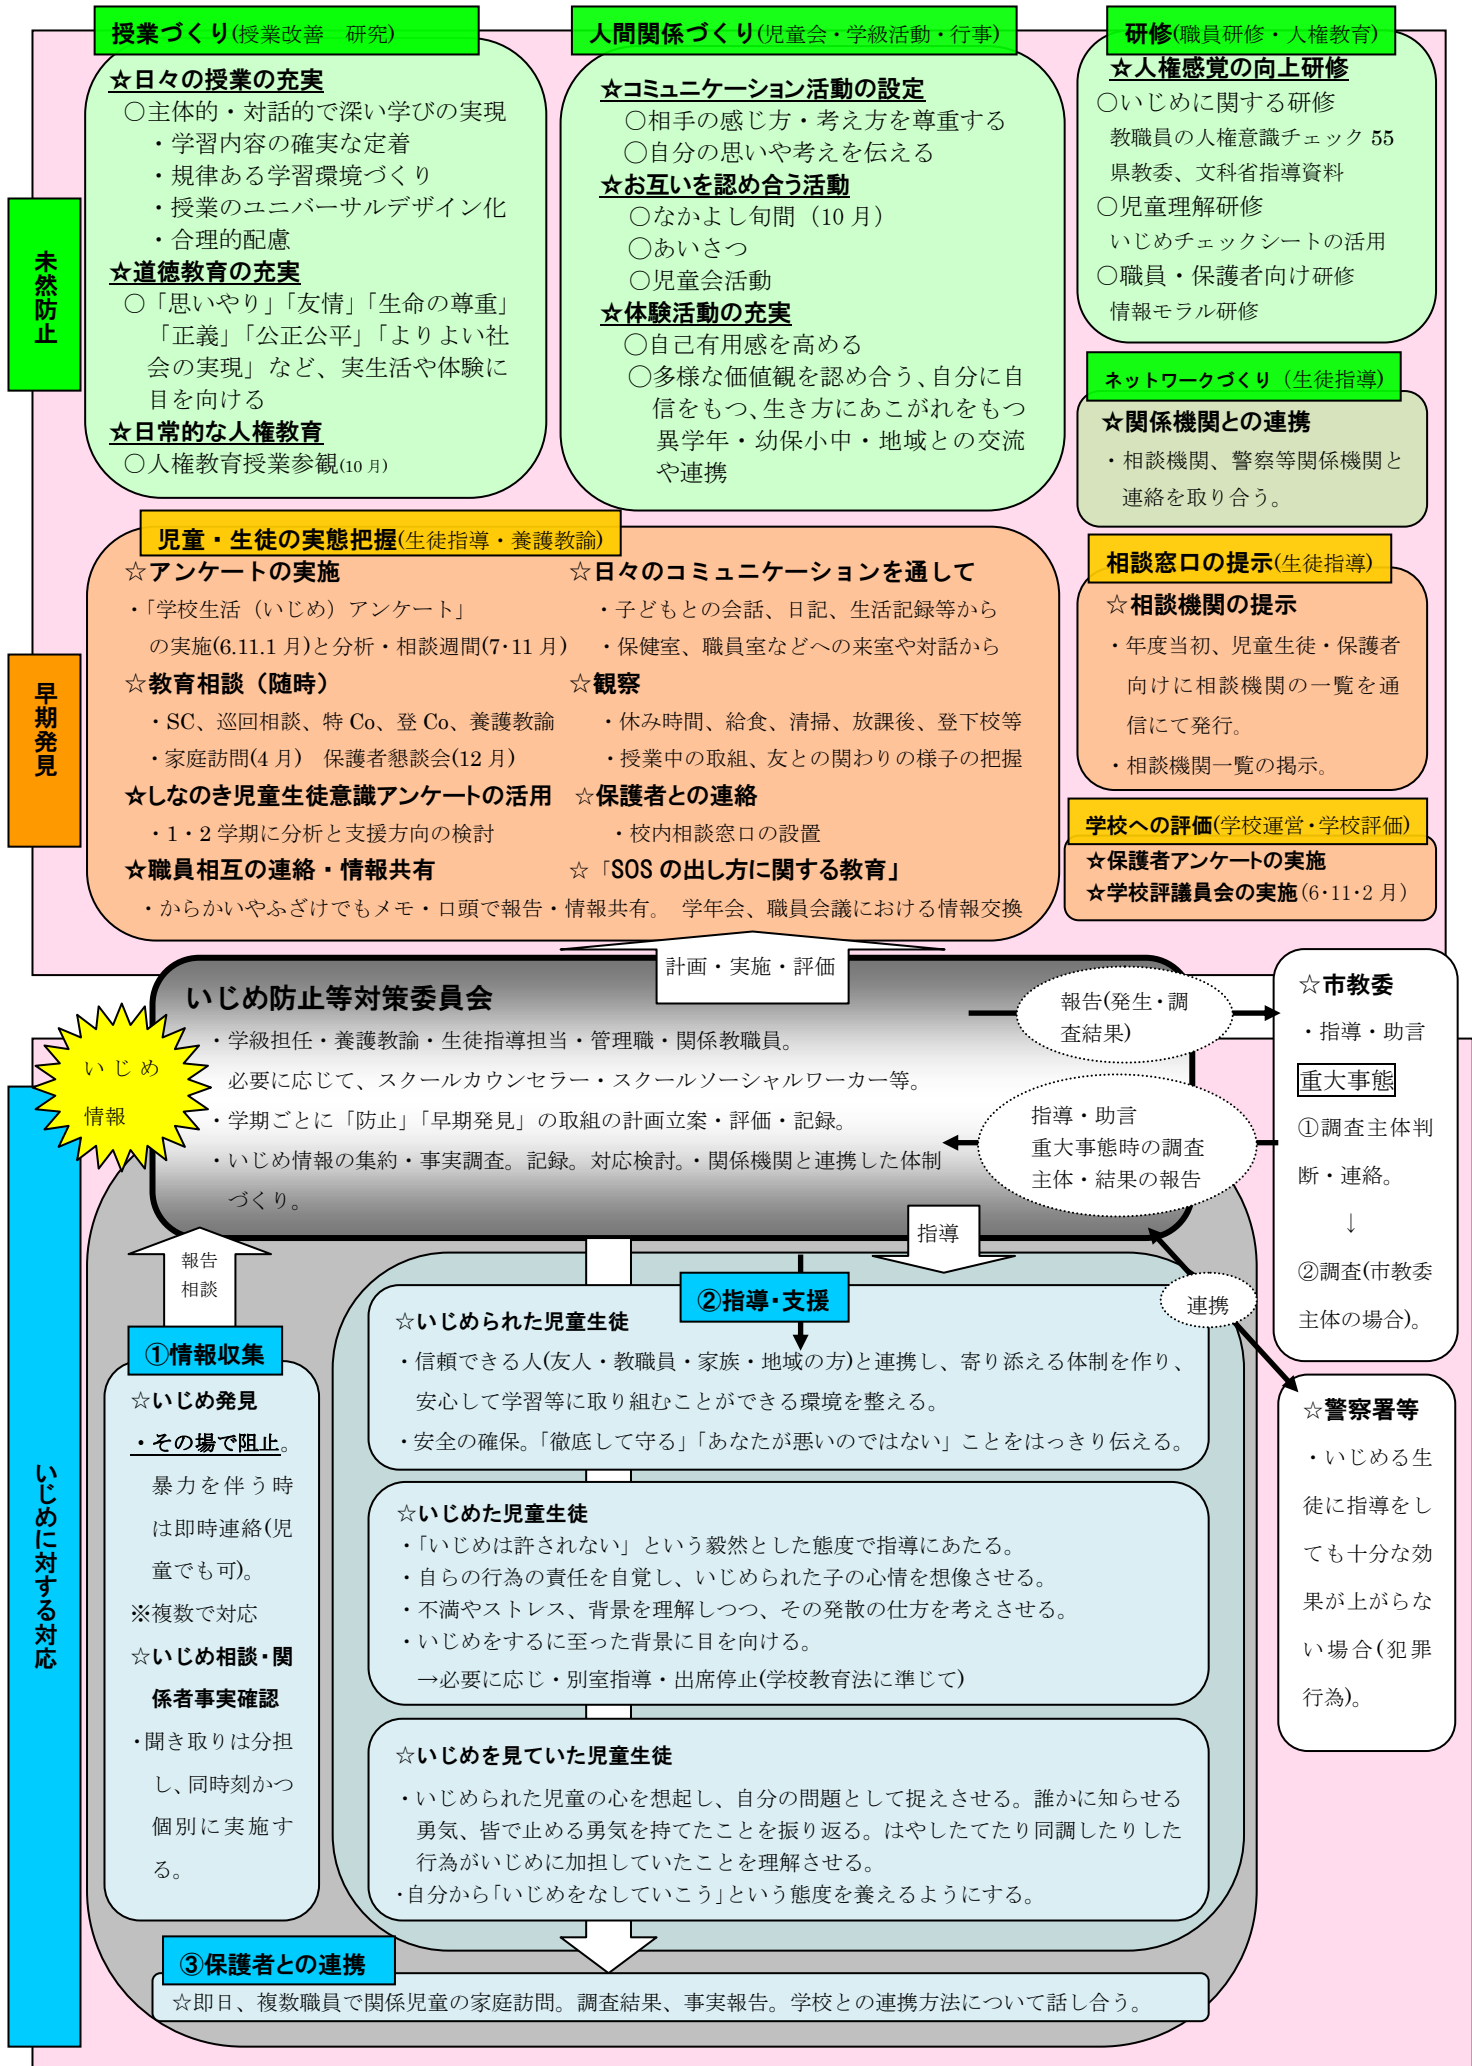 授業づくり(授業改善　研究)
☆日々の授業の充実
○主体的・対話的で深い学びの実現
・学習内容の確実な定着
・規律ある学習環境づくり
・授業のユニバーサルデザイン化
・合理的配慮
☆道徳教育の充実
○「思いやり」「友情」「生命の尊重」
「正義」「公正公平」「よりよい社
会の実現」など、実生活や体験に
目を向ける
☆日常的な人権教育
○人権教育授業参観(10 月)
人間関係づくり(児童会・学級活動・行事)
☆コミュニケーション活動の設定
○相手の感じ方・考え方を尊重する
○自分の思いや考えを伝える
☆お互いを認め合う活動
○なかよし旬間（10 月）
○あいさつ
○児童会活動
☆体験活動の充実
○自己有用感を高める
○多様な価値観を認め合う、自分に自
信をもつ、生き方にあこがれをもつ
異学年・幼保小中・地域との交流
や連携
研修(職員研修・人権教育)
☆人権感覚の向上研修
○いじめに関する研修
教職員の人権意識チェック 55
県教委、文科省指導資料
○児童理解研修
いじめチェックシートの活用
○職員・保護者向け研修
情報モラル研修
ネットワークづくり（生徒指導）
☆関係機関との連携
・相談機関、警察等関係機関と
連絡を取り合う。
未然防止
児童・生徒の実態把握(生徒指導・養護教諭)
☆アンケートの実施
・「学校生活（いじめ）アンケート」
の実施(6.11.1 月)と分析・相談週間(7・11 月)
☆教育相談（随時）
・SC、巡回相談、特 Co、登 Co、養護教諭
・家庭訪問(4 月)　保護者懇談会(12 月)
☆しなのき児童生徒意識アンケートの活用
・1・2 学期に分析と支援方向の検討
☆職員相互の連絡・情報共有
・からかいやふざけでもメモ・口頭で報告・情報共有。　学年会、職員会議における情報交換
☆日々のコミュニケーションを通して
・子どもとの会話、日記、生活記録等から
・保健室、職員室などへの来室や対話から
☆観察
・休み時間、給食、清掃、放課後、登下校等
・授業中の取組、友との関わりの様子の把握
☆保護者との連絡
・校内相談窓口の設置
☆「SOS の出し方に関する教育」
相談窓口の提示(生徒指導)
☆相談機関の提示
・年度当初、児童生徒・保護者
向けに相談機関の一覧を通
信にて発行。
・相談機関一覧の掲示。
学校への評価(学校運営・学校評価)
☆保護者アンケートの実施
☆学校評議員会の実施(6・11・2 月)
早期発見
計画・実施・評価
いじめ防止等対策委員会
・学級担任・養護教諭・生徒指導担当・管理職・関係教職員。
必要に応じて、スクールカウンセラー・スクールソーシャルワーカー等。
・学期ごとに「防止」「早期発見」の取組の計画立案・評価・記録。
・いじめ情報の集約・事実調査。記録。対応検討。・関係機関と連携した体制
づくり。
いじめ
情報
報告(発生・調
査結果)
指導・助言
重大事態時の調査
主体・結果の報告
☆市教委
・指導・助言
重大事態
①調査主体判
断・連絡。
↓
②調査(市教委
主体の場合)。
連携
☆警察署等
・いじめる生
徒に指導をし
ても十分な効
果が上がらな
い場合(犯罪
行為)。
いじめに対する対応
報告
相談
指導
①情報収集
☆いじめ発見
・その場で阻止。
暴力を伴う時
は即時連絡(児
童でも可)。
※複数で対応
☆いじめ相談・関
係者事実確認
・聞き取りは分担
し、同時刻かつ
個別に実施す
る。
②指導・支援
☆いじめられた児童生徒
・信頼できる人(友人・教職員・家族・地域の方)と連携し、寄り添える体制を作り、
安心して学習等に取り組むことができる環境を整える。
・安全の確保。「徹底して守る」「あなたが悪いのではない」ことをはっきり伝える。
☆いじめた児童生徒
・「いじめは許されない」という毅然とした態度で指導にあたる。
・自らの行為の責任を自覚し、いじめられた子の心情を想像させる。
・不満やストレス、背景を理解しつつ、その発散の仕方を考えさせる。
・いじめをするに至った背景に目を向ける。
→必要に応じ・別室指導・出席停止(学校教育法に準じて)
☆いじめを見ていた児童生徒
・いじめられた児童の心を想起し、自分の問題として捉えさせる。誰かに知らせる
勇気、皆で止める勇気を持てたことを振り返る。はやしたてたり同調したりした
行為がいじめに加担していたことを理解させる。
・自分から「いじめをなしていこう」という態度を養えるようにする。
③保護者との連携
☆即日、複数職員で関係児童の家庭訪問。調査結果、事実報告。学校との連携方法について話し合う。